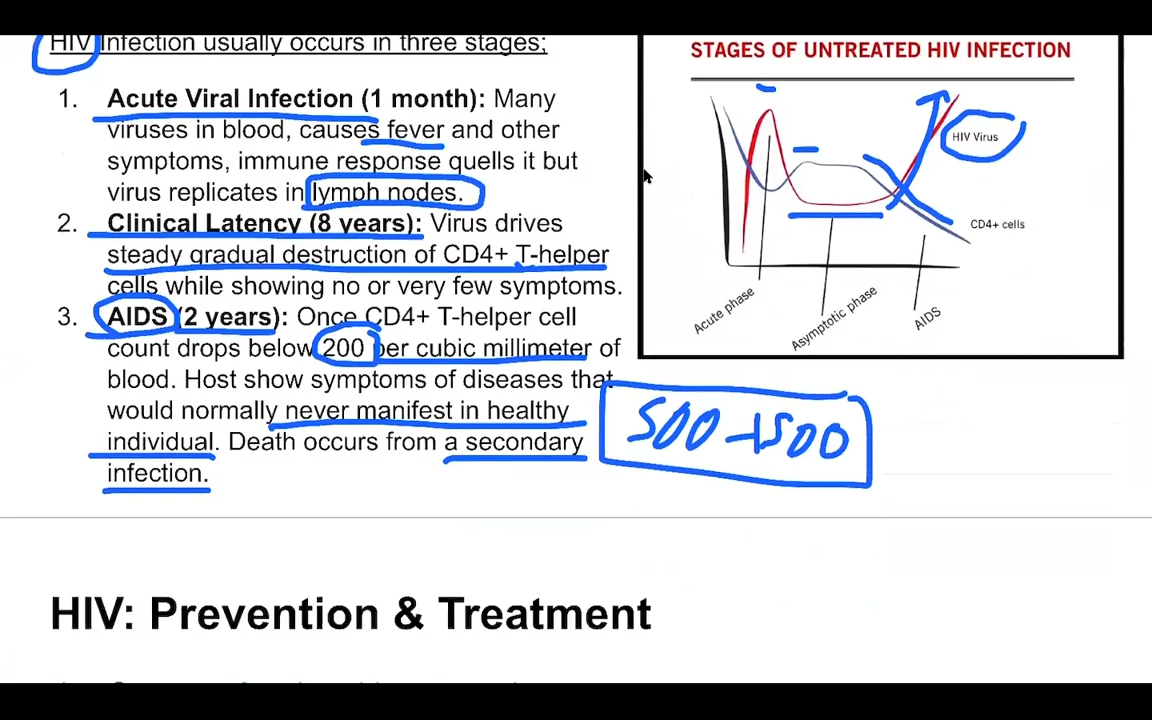 HIV Infection usually occurs in three stages;
1. Acute Viral Infection (1 month): Many
viruses in blood, causes fever and other
symptoms, immune response quells it but
virus replicates in lymph nodes.
2. Clinical Latency (8 years): Virus drives
steady gradual destruction of CD4+ T-helper
cells while showing no or very few symptoms.
3. AIDS (2 years): Once CD4+ T-helper cell
count drops below 200 per cubic millimeter of
blood. Host show symptoms of diseases that
would normally never manifest in healthy
individual. Death occurs from a secondary
infection.
STAGES OF UNTREATED HIV INFECTION
HIV Virus
CD4+ cells
Acute phase
Asymptotic phase
AIDS
500-1500
HIV: Prevention & Treatment